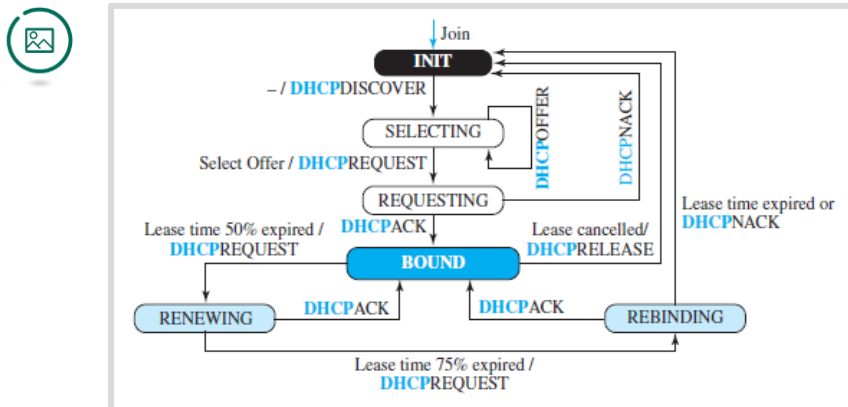 Join
INIT
– / DHCPDISCOVER
SELECTING
DHCPOFFER
DHCPNACK
Select Offer / DHCPREQUEST
REQUESTING
Lease time expired or
DHCPNACK
Lease time 50% expired /
DHCPREQUEST
DHCPACK
Lease cancelled/
DHCPRELEASE
BOUND
RENEWING
DHCPACK
DHCPACK
REBINDING
Lease time 75% expired /
DHCPREQUEST